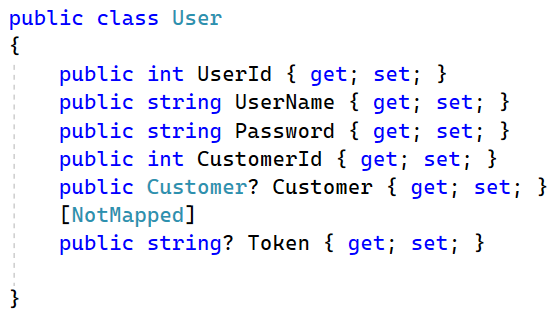 public class User
{
    public int UserId { get; set; }
    public string UserName { get; set; }
    public string Password { get; set; }
    public int CustomerId { get; set; }
    public Customer? Customer { get; set; }
    [NotMapped]
    public string? Token { get; set; }
}